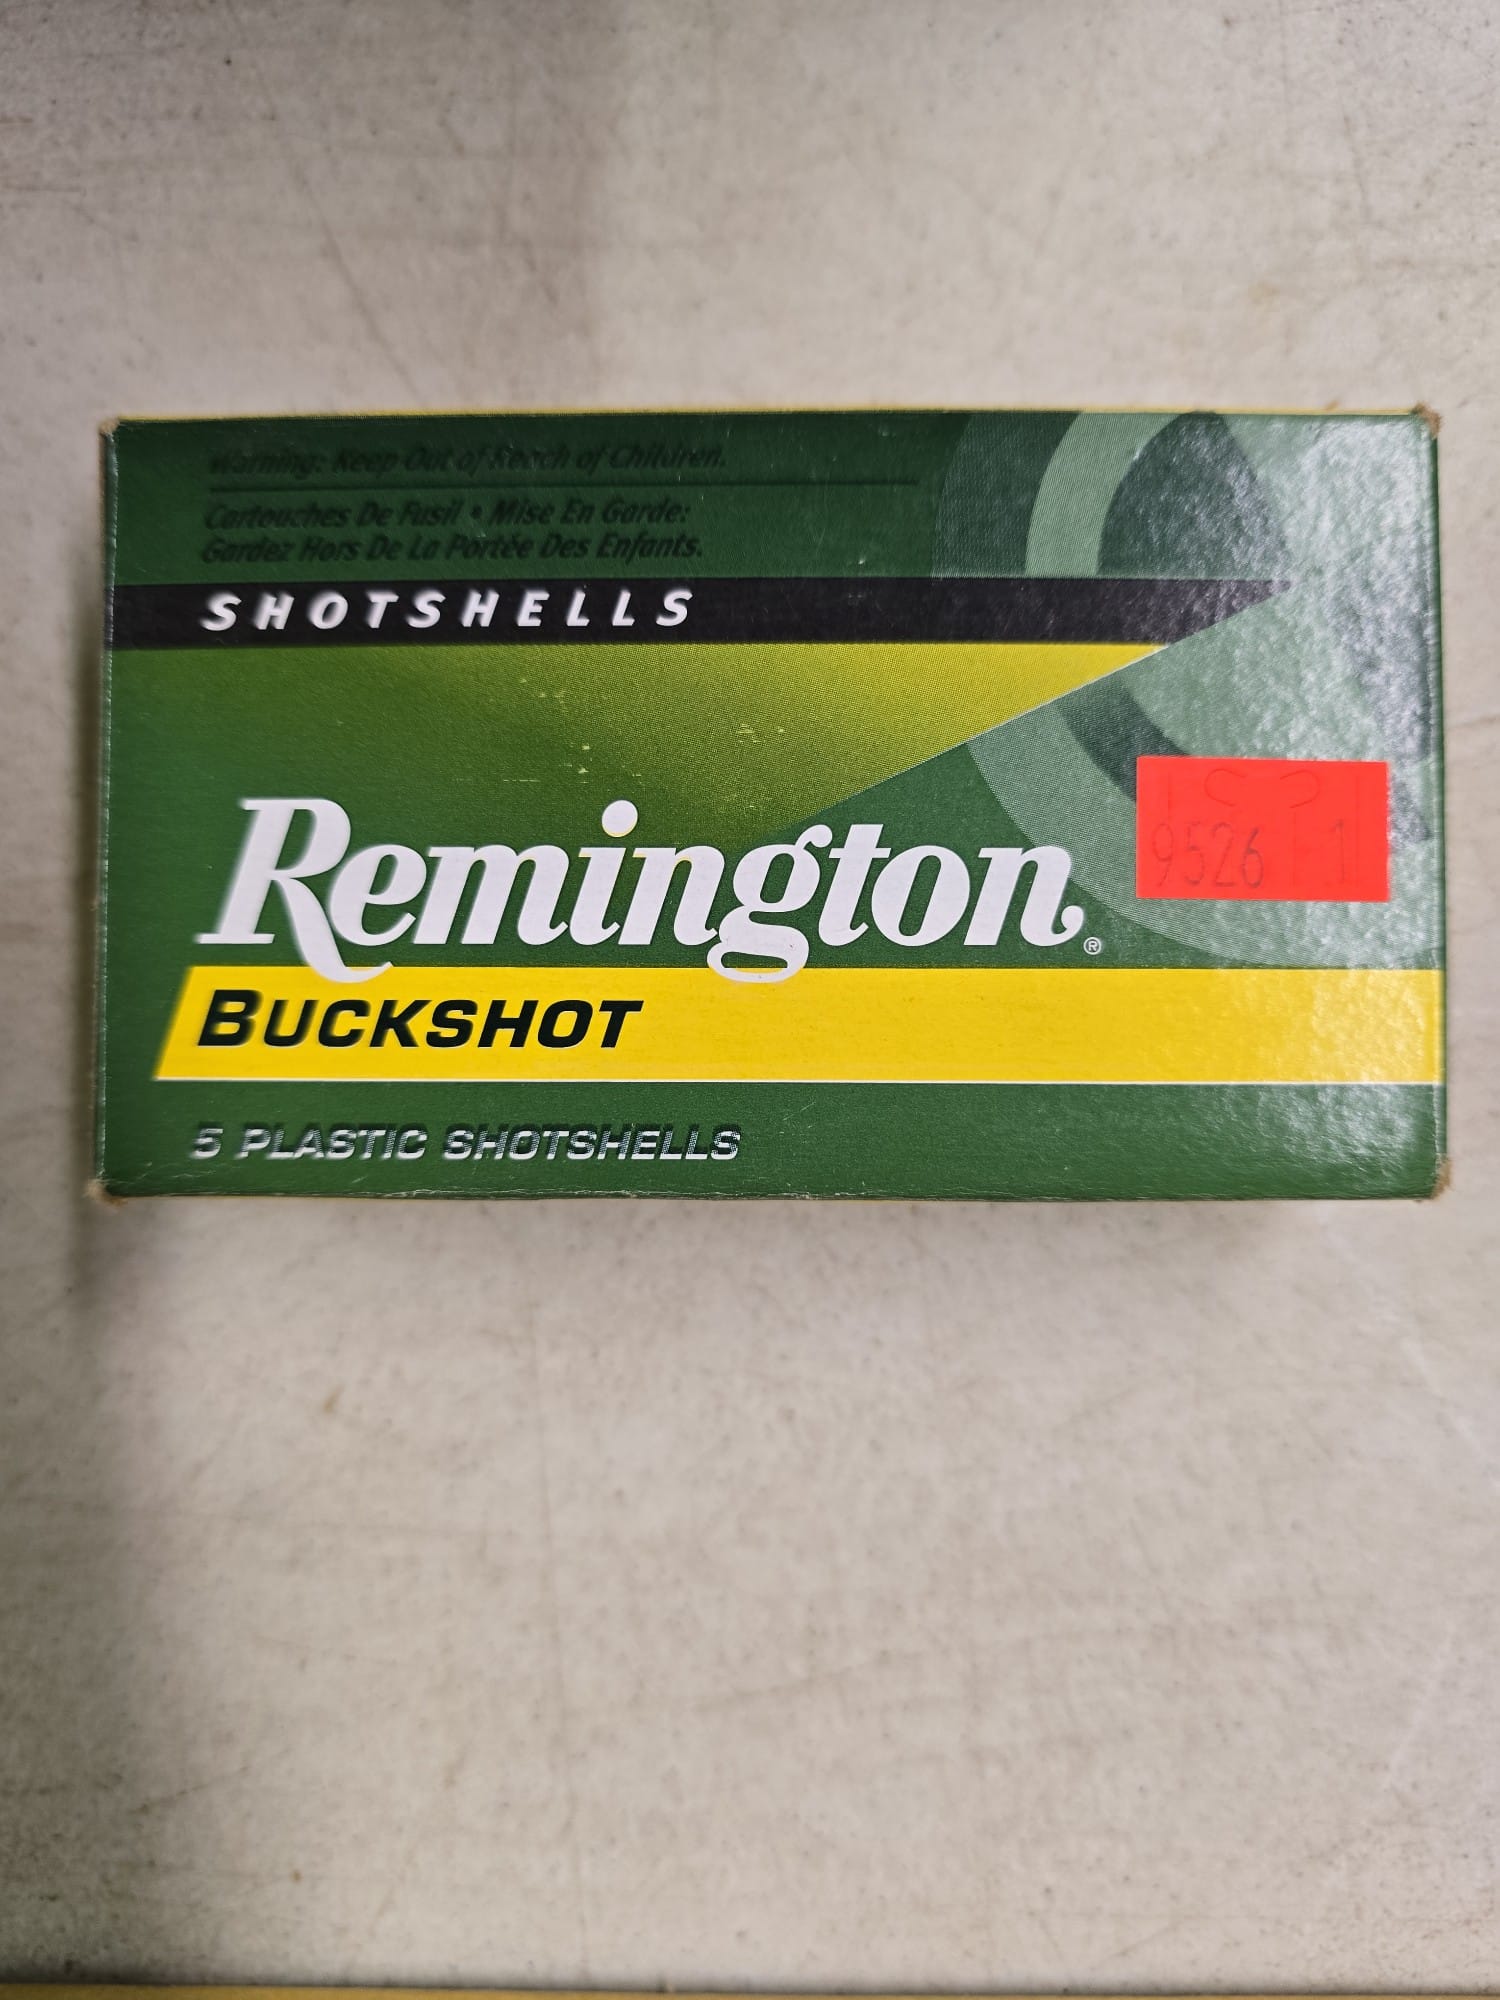 Warning: Keep Out of Reach of Children.
Cartouches De Fusil • Mise En Garde:
Gardez Hors De La Portée Des Enfants.
SHOTSHELLS
Remington®
9526 1
BUCKSHOT
5 PLASTIC SHOTSHELLS